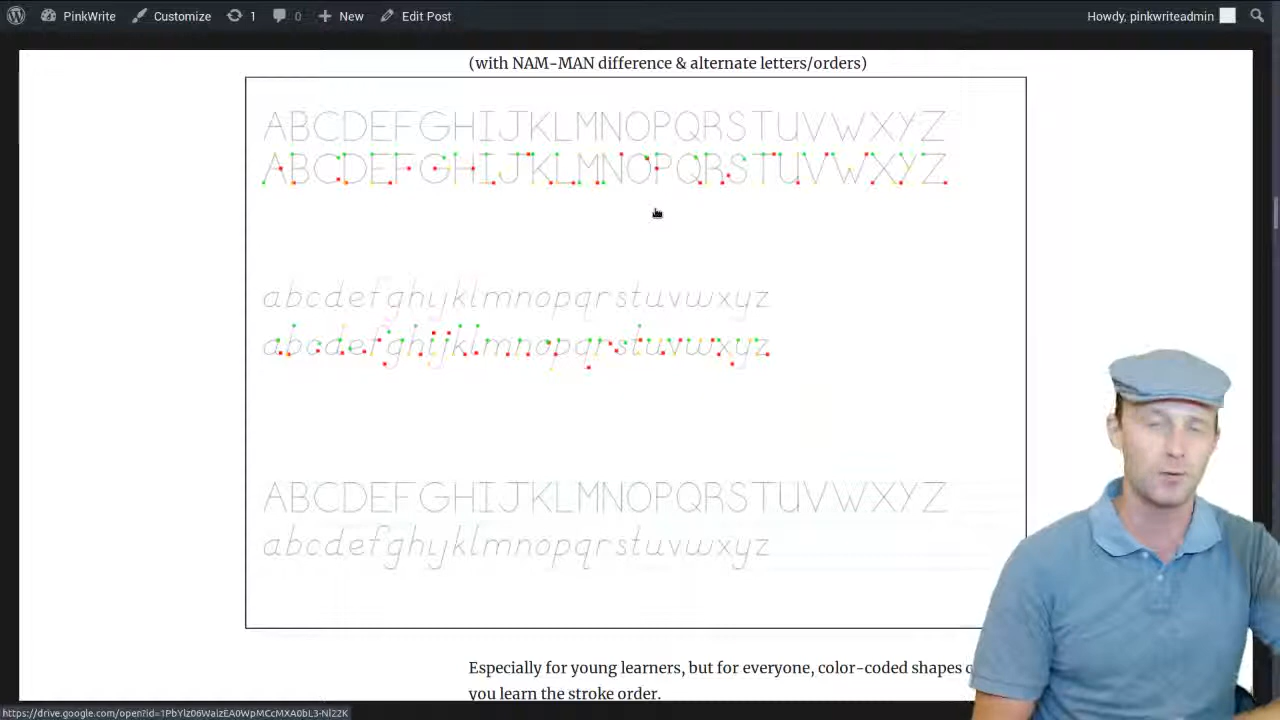 PinkWrite Customize 1 0 New Edit Post Howdy, pinkwriteadmin
(with NAM-MAN difference & alternate letters/orders)
ABCDEFGHIJKLMNOPQRSTUVWXYZ
ABCDEFGHIJKLMNOPQRSTUVWXYZ
abcdefghijklmnopqrstuvwxyz
abcdefghijklmnopqrstuvwxyz
ABCDEFGHIJKLMNOPQRSTUVWXYZ
abcdefghijklmnopqrstuvwxyz
Especially for young learners, but for everyone, color-coded shapes
you learn the stroke order.